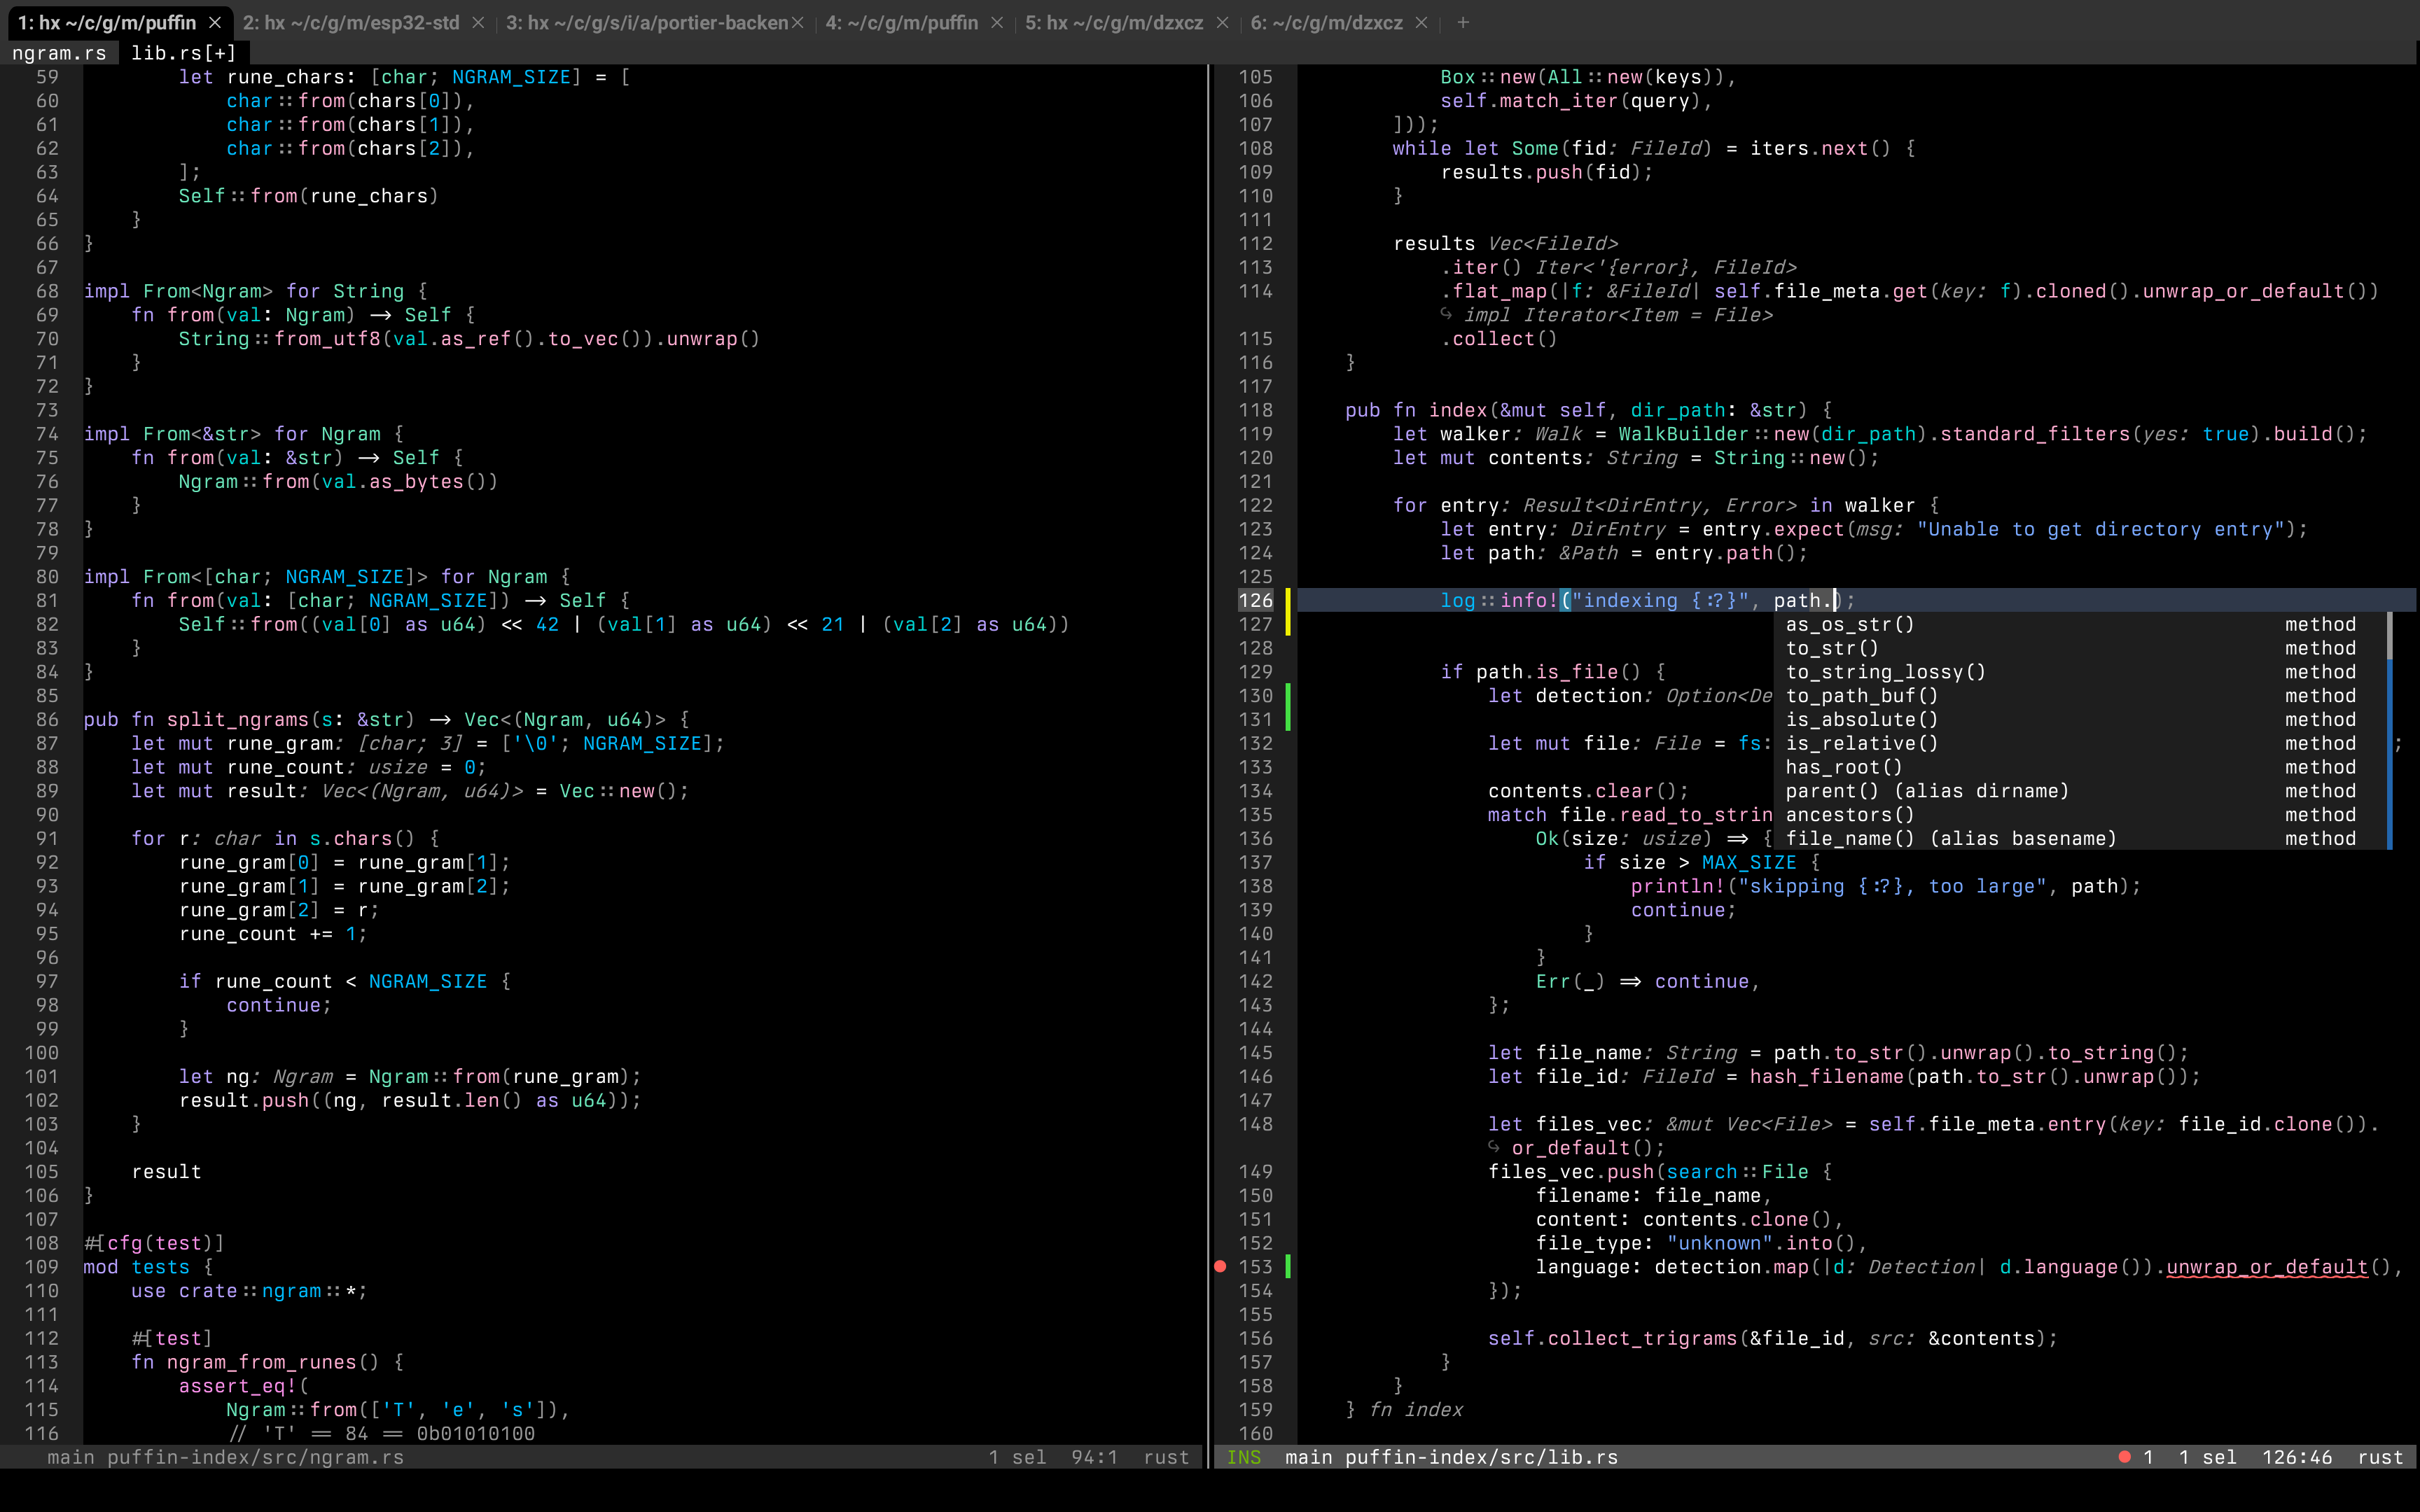 1: hx ~/c/g/m/puffin × 2: hx ~/c/g/m/esp32-std × 3: hx ~/c/g/s/i/a/portier-backen× 4: ~/c/g/m/puffin × 5: hx ~/c/g/m/dzxcz × 6: ~/c/g/m/dzxcz × +
ngram.rs lib.rs[+]
59         let rune_chars: [char; NGRAM_SIZE] = [
60             char::from(chars[0]),
61             char::from(chars[1]),
62             char::from(chars[2]),
63         ];
64         Self::from(rune_chars)
65     }
66 }
67
68 impl From<Ngram> for String {
69     fn from(val: Ngram) -> Self {
70         String::from_utf8(val.as_ref().to_vec()).unwrap()
71     }
72 }
73
74 impl From<&str> for Ngram {
75     fn from(val: &str) -> Self {
76         Ngram::from(val.as_bytes())
77     }
78 }
79
80 impl From<[char; NGRAM_SIZE]> for Ngram {
81     fn from(val: [char; NGRAM_SIZE]) -> Self {
82         Self::from((val[0] as u64) << 42 | (val[1] as u64) << 21 | (val[2] as u64))
83     }
84 }
85
86 pub fn split_ngrams(s: &str) -> Vec<(Ngram, u64)> {
87     let mut rune_gram: [char; 3] = ['\0'; NGRAM_SIZE];
88     let mut rune_count: usize = 0;
89     let mut result: Vec<(Ngram, u64)> = Vec::new();
90
91     for r: char in s.chars() {
92         rune_gram[0] = rune_gram[1];
93         rune_gram[1] = rune_gram[2];
94         rune_gram[2] = r;
95         rune_count += 1;
96
97         if rune_count < NGRAM_SIZE {
98             continue;
99         }
100
101         let ng: Ngram = Ngram::from(rune_gram);
102         result.push((ng, result.len() as u64));
103     }
104
105     result
106 }
107
108 #[cfg(test)]
109 mod tests {
110     use crate::ngram::*;
111
112     #[test]
113     fn ngram_from_runes() {
114         assert_eq!(
115             Ngram::from(['T', 'e', 's']),
116             // 'T' == 84 == 0b01010100
main puffin-index/src/ngram.rs 1 sel 94:1 rust
105             Box::new(All::new(keys)),
106             self.match_iter(query),
107         ]));
108         while let Some(fid: FileId) = iters.next() {
109             results.push(fid);
110         }
111
112         results Vec<FileId>
113             .iter() Iter<'{error}, FileId>
114             .flat_map(|f: &FileId| self.file_meta.get(key: f).cloned().unwrap_or_default())
            ↪ impl Iterator<Item = File>
115             .collect()
116     }
117
118     pub fn index(&mut self, dir_path: &str) {
119         let walker: Walk = WalkBuilder::new(dir_path).standard_filters(yes: true).build();
120         let mut contents: String = String::new();
121
122         for entry: Result<DirEntry, Error> in walker {
123             let entry: DirEntry = entry.expect(msg: "Unable to get directory entry");
124             let path: &Path = entry.path();
125
126             log::info!("indexing {:?}", path.);
127 as_os_str() method
128 to_str() method
129             if path.is_file() { to_string_lossy() method
130                 let detection: Option<De to_path_buf() method
131 is_absolute() method
132                 let mut file: File = fs: is_relative() method ;
133 has_root() method
134                 contents.clear(); parent() (alias dirname) method
135                 match file.read_to_strin ancestors() method
136                     Ok(size: usize) => { file_name() (alias basename) method
137                         if size > MAX_SIZE {
138                             println!("skipping {:?}, too large", path);
139                             continue;
140                         }
141                     }
142                     Err(_) => continue,
143                 };
144
145                 let file_name: String = path.to_str().unwrap().to_string();
146                 let file_id: FileId = hash_filename(path.to_str().unwrap());
147
148                 let files_vec: &mut Vec<File> = self.file_meta.entry(key: file_id.clone()).
                ↪ or_default();
149                 files_vec.push(search::File {
150                     filename: file_name,
151                     content: contents.clone(),
152                     file_type: "unknown".into(),
153                     language: detection.map(|d: Detection| d.language()).unwrap_or_default(),
154                 });
155
156                 self.collect_trigrams(&file_id, src: &contents);
157             }
158         }
159     } fn index
160
INS main puffin-index/src/lib.rs ● 1 1 sel 126:46 rust